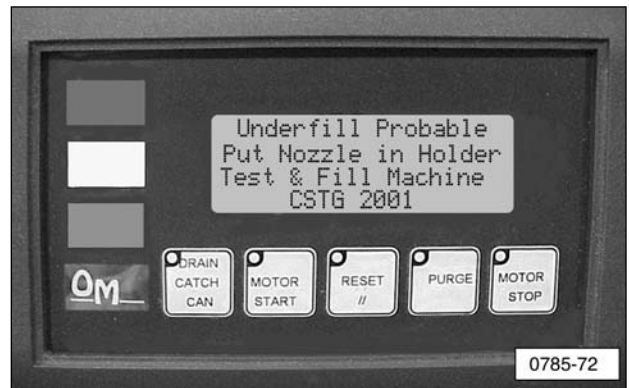 Underfill Probable
Put Nozzle in Holder
Test & Fill Machine
CSTG 2001
OM
DRAIN
CATCH
CAN
MOTOR
START
RESET
//
PURGE
MOTOR
STOP
0785-72